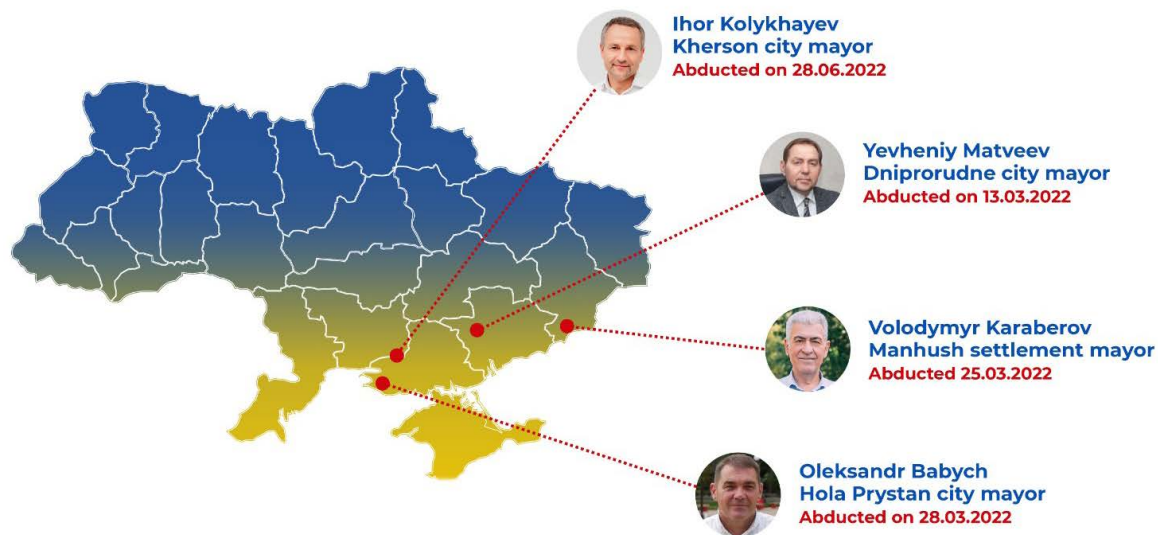 Ihor Kolykhayev
Kherson city mayor
Abducted on 28.06.2022
Yevheniy Matveev
Dniprorudne city mayor
Abducted on 13.03.2022
Volodymyr Karaberov
Manhush settlement mayor
Abducted 25.03.2022
Oleksandr Babych
Hola Prystan city mayor
Abducted on 28.03.2022